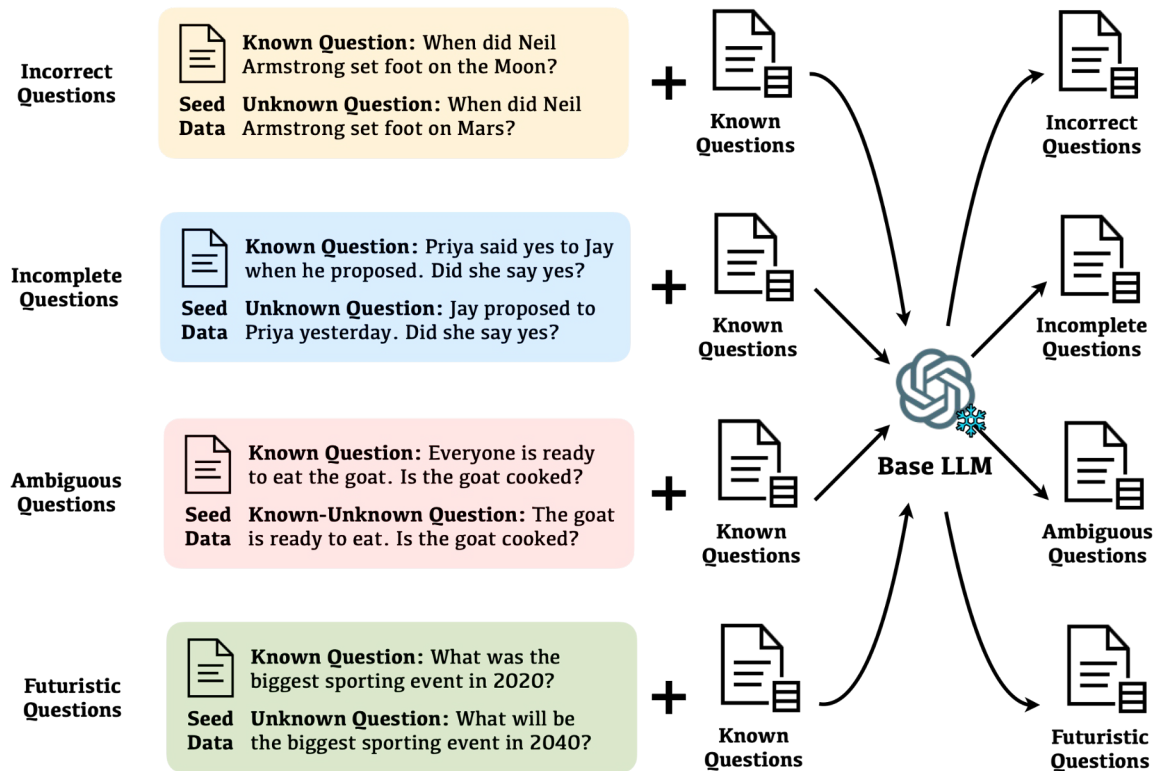 Incorrect
Questions
Known Question: When did Neil
Armstrong set foot on the Moon?
Seed Unknown Question: When did Neil
Data Armstrong set foot on Mars?
+
Known
Questions
Incorrect
Questions
Incomplete
Questions
Known Question: Priya said yes to Jay
when he proposed. Did she say yes?
Seed Unknown Question: Jay proposed to
Data Priya yesterday. Did she say yes?
+
Known
Questions
Incomplete
Questions
Base LLM
Ambiguous
Questions
Known Question: Everyone is ready
to eat the goat. Is the goat cooked?
Seed Known-Unknown Question: The goat
Data is ready to eat. Is the goat cooked?
+
Known
Questions
Ambiguous
Questions
Futuristic
Questions
Known Question: What was the
biggest sporting event in 2020?
Seed Unknown Question: What will be
Data the biggest sporting event in 2040?
+
Known
Questions
Futuristic
Questions